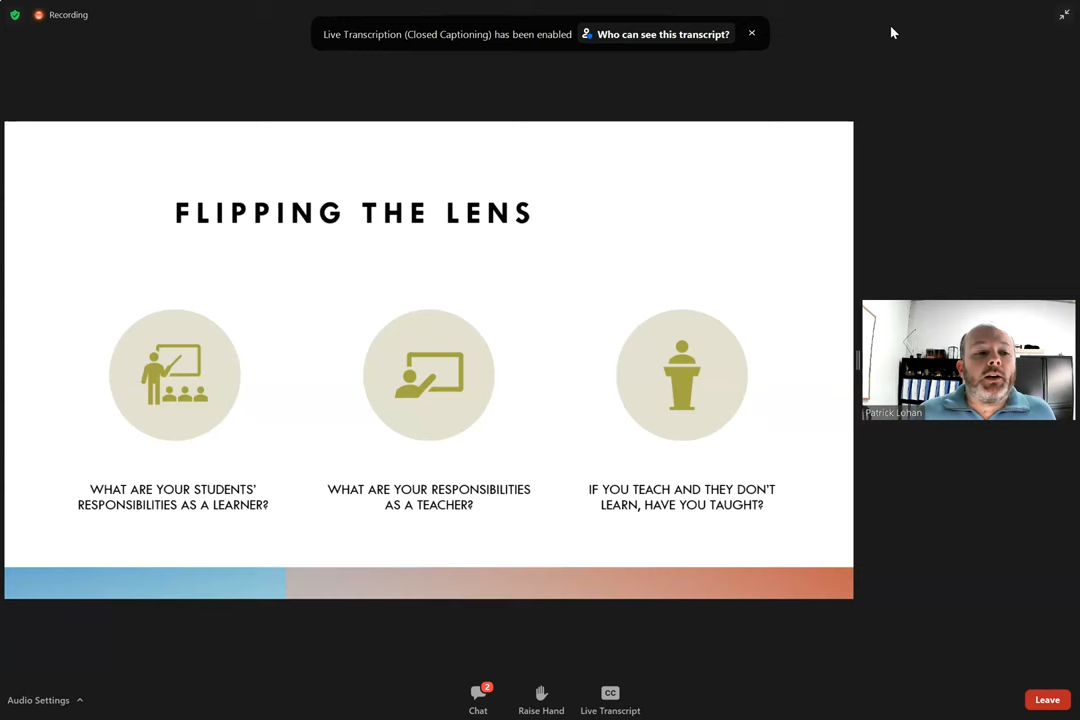 Recording
Live Transcription (Closed Captioning) has been enabled
Who can see this transcript?
FLIPPING THE LENS
WHAT ARE YOUR STUDENTS’
RESPONSIBILITIES AS A LEARNER?
WHAT ARE YOUR RESPONSIBILITIES
AS A TEACHER?
IF YOU TEACH AND THEY DON’T
LEARN, HAVE YOU TAUGHT?
Patrick Lohan
Audio Settings
2
Chat
Raise Hand
CC
Live Transcript
Leave